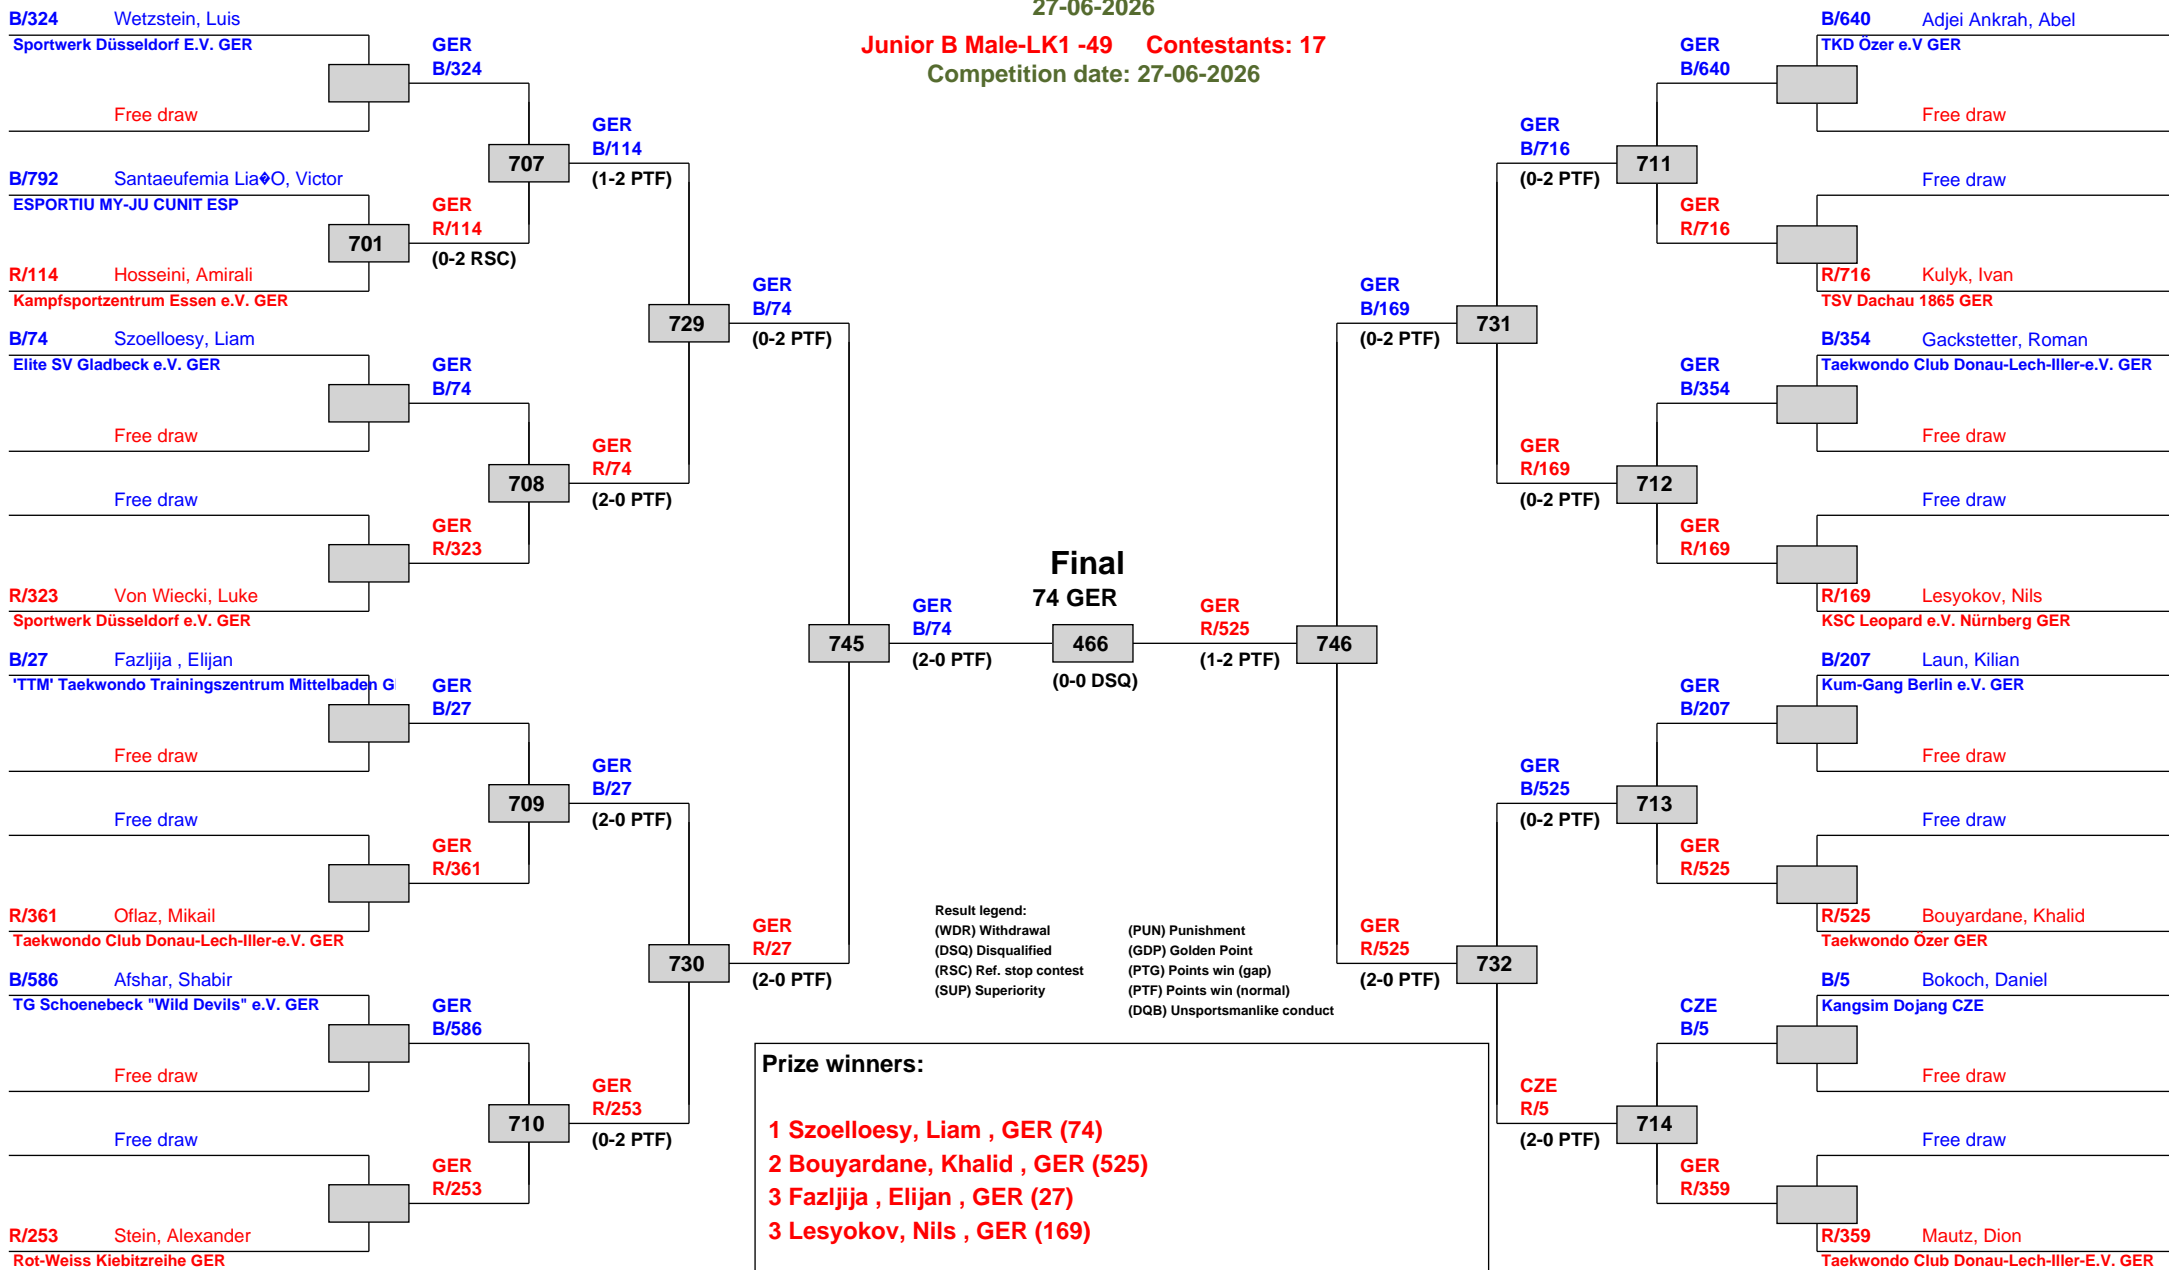 27-06-2026
Junior B Male-LK1 -49 Contestants: 17
Competition date: 27-06-2026
B/324 Wetzstein, Luis
Sportwerk Düsseldorf E.V. GER
Free draw
B/792 Santaeufemia Lia�O, Victor
ESPORTIU MY-JU CUNIT ESP
R/114 Hosseini, Amirali
Kampfsportzentrum Essen e.V. GER
B/74 Szoelloesy, Liam
Elite SV Gladbeck e.V. GER
Free draw
Free draw
R/323 Von Wiecki, Luke
Sportwerk Düsseldorf e.V. GER
B/27 Fazljija , Elijan
'TTM' Taekwondo Trainingszentrum Mittelbaden G
Free draw
Free draw
R/361 Oflaz, Mikail
Taekwondo Club Donau-Lech-Iller-e.V. GER
B/586 Afshar, Shabir
TG Schoenebeck "Wild Devils" e.V. GER
Free draw
Free draw
R/253 Stein, Alexander
Rot-Weiss Kiebitzreihe GER
GER
B/324
701
GER
R/114
(0-2 RSC)
GER
B/74
GER
R/323
GER
B/27
GER
R/361
GER
B/586
GER
R/253
707
GER
B/114
(1-2 PTF)
708
GER
R/74
(2-0 PTF)
709
GER
B/27
(2-0 PTF)
710
GER
R/253
(0-2 PTF)
729
GER
B/74
(0-2 PTF)
730
GER
R/27
(2-0 PTF)
745
GER
B/74
(2-0 PTF)
Final
74 GER
466
(0-0 DSQ)
GER
R/525
(1-2 PTF)
746
GER
B/169
(0-2 PTF)
731
GER
R/525
(2-0 PTF)
732
GER
B/716
(0-2 PTF)
711
GER
R/169
(0-2 PTF)
712
GER
B/525
(0-2 PTF)
713
CZE
R/5
(2-0 PTF)
714
GER
B/640
GER
R/716
GER
B/354
GER
R/169
GER
B/207
GER
R/525
CZE
B/5
GER
R/359
B/640 Adjei Ankrah, Abel
TKD Özer e.V GER
Free draw
Free draw
R/716 Kulyk, Ivan
TSV Dachau 1865 GER
B/354 Gackstetter, Roman
Taekwondo Club Donau-Lech-Iller-e.V. GER
Free draw
Free draw
R/169 Lesyokov, Nils
KSC Leopard e.V. Nürnberg GER
B/207 Laun, Kilian
Kum-Gang Berlin e.V. GER
Free draw
Free draw
R/525 Bouyardane, Khalid
Taekwondo Özer GER
B/5 Bokoch, Daniel
Kangsim Dojang CZE
Free draw
Free draw
R/359 Mautz, Dion
Taekwondo Club Donau-Lech-Iller-E.V. GER
Result legend:
(WDR) Withdrawal (PUN) Punishment
(DSQ) Disqualified (GDP) Golden Point
(RSC) Ref. stop contest (PTG) Points win (gap)
(SUP) Superiority (PTF) Points win (normal)
(DQB) Unsportsmanlike conduct
Prize winners:
1 Szoelloesy, Liam , GER (74)
2 Bouyardane, Khalid , GER (525)
3 Fazljija , Elijan , GER (27)
3 Lesyokov, Nils , GER (169)